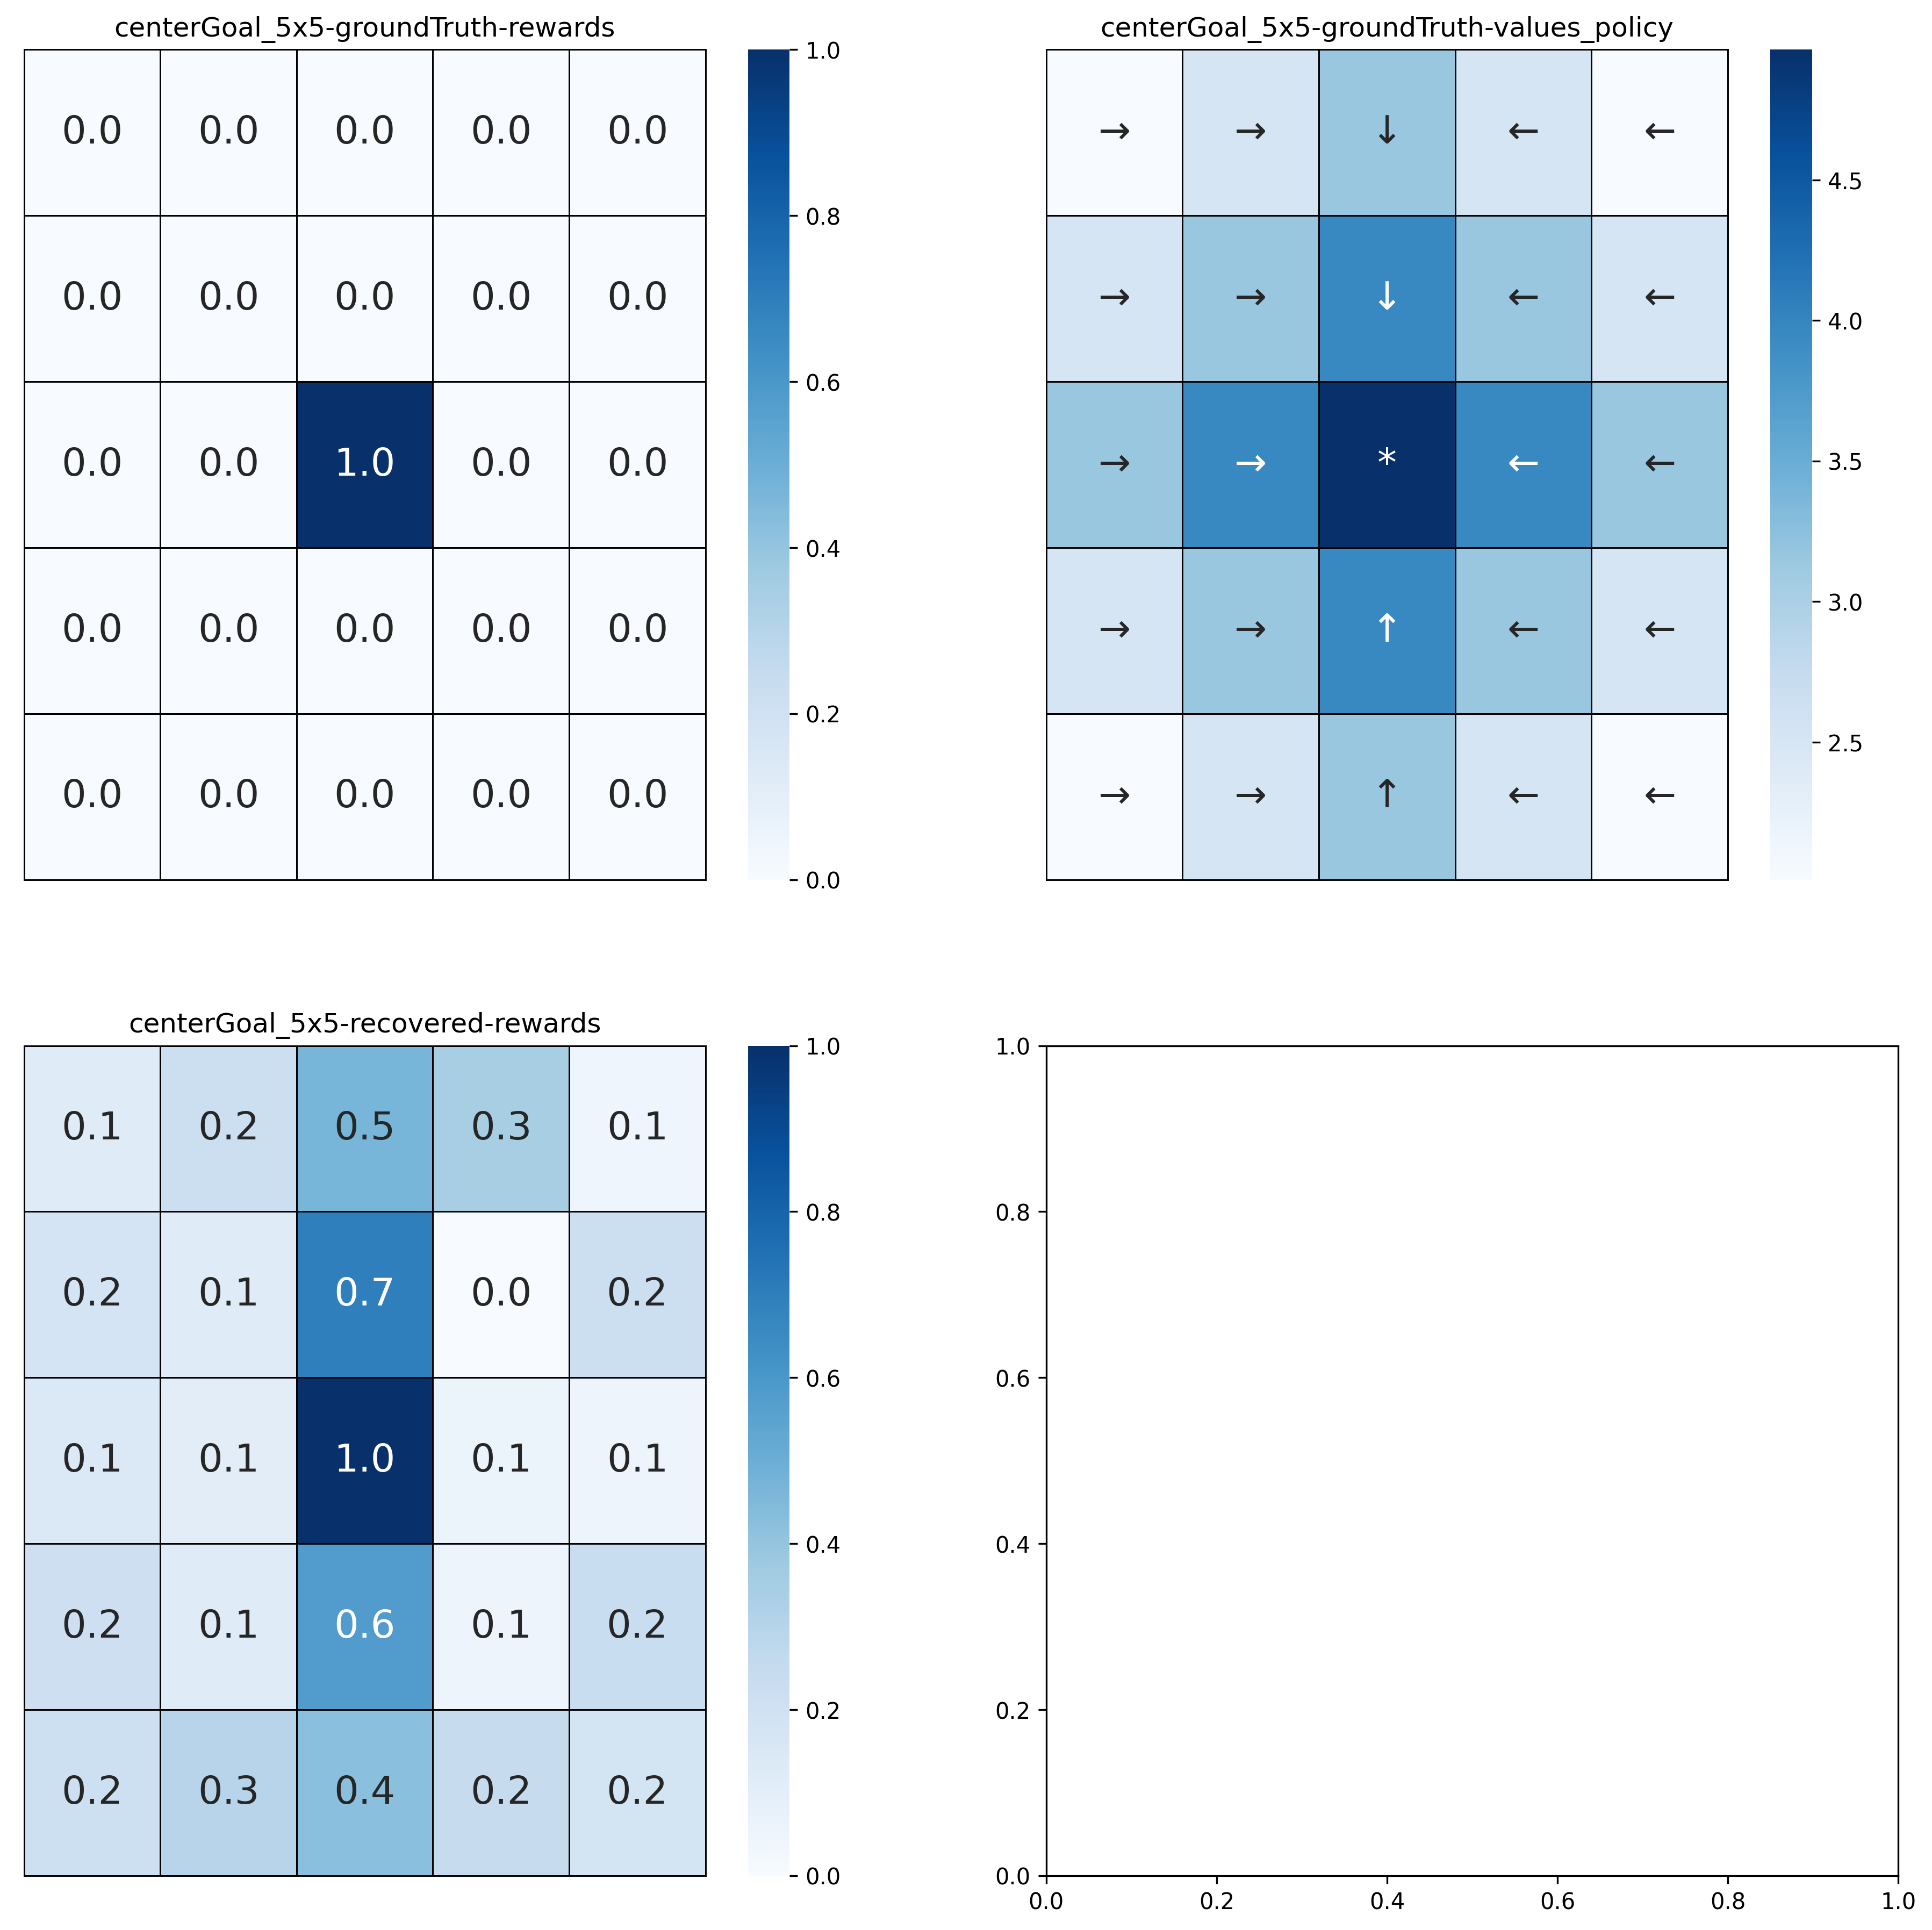 centerGoal_5x5-groundTruth-rewards
1.0
0.0 0.0 0.0 0.0 0.0
0.8
0.0 0.0 0.0 0.0 0.0
0.6
0.0 0.0 1.0 0.0 0.0
0.4
0.0 0.0 0.0 0.0 0.0
0.2
0.0 0.0 0.0 0.0 0.0
0.0
centerGoal_5x5-groundTruth-values_policy
→ → ↓ ← ←
4.5
→ → ↓ ← ←
4.0
→ → * ← ←
3.5
3.0
→ → ↑ ← ←
2.5
→ → ↑ ← ←
centerGoal_5x5-recovered-rewards
1.0
0.1 0.2 0.5 0.3 0.1
0.8
0.2 0.1 0.7 0.0 0.2
0.6
0.1 0.1 1.0 0.1 0.1
0.4
0.2 0.1 0.6 0.1 0.2
0.2
0.2 0.3 0.4 0.2 0.2
0.0
1.0
0.8
0.6
0.4
0.2
0.0
0.0 0.2 0.4 0.6 0.8 1.0